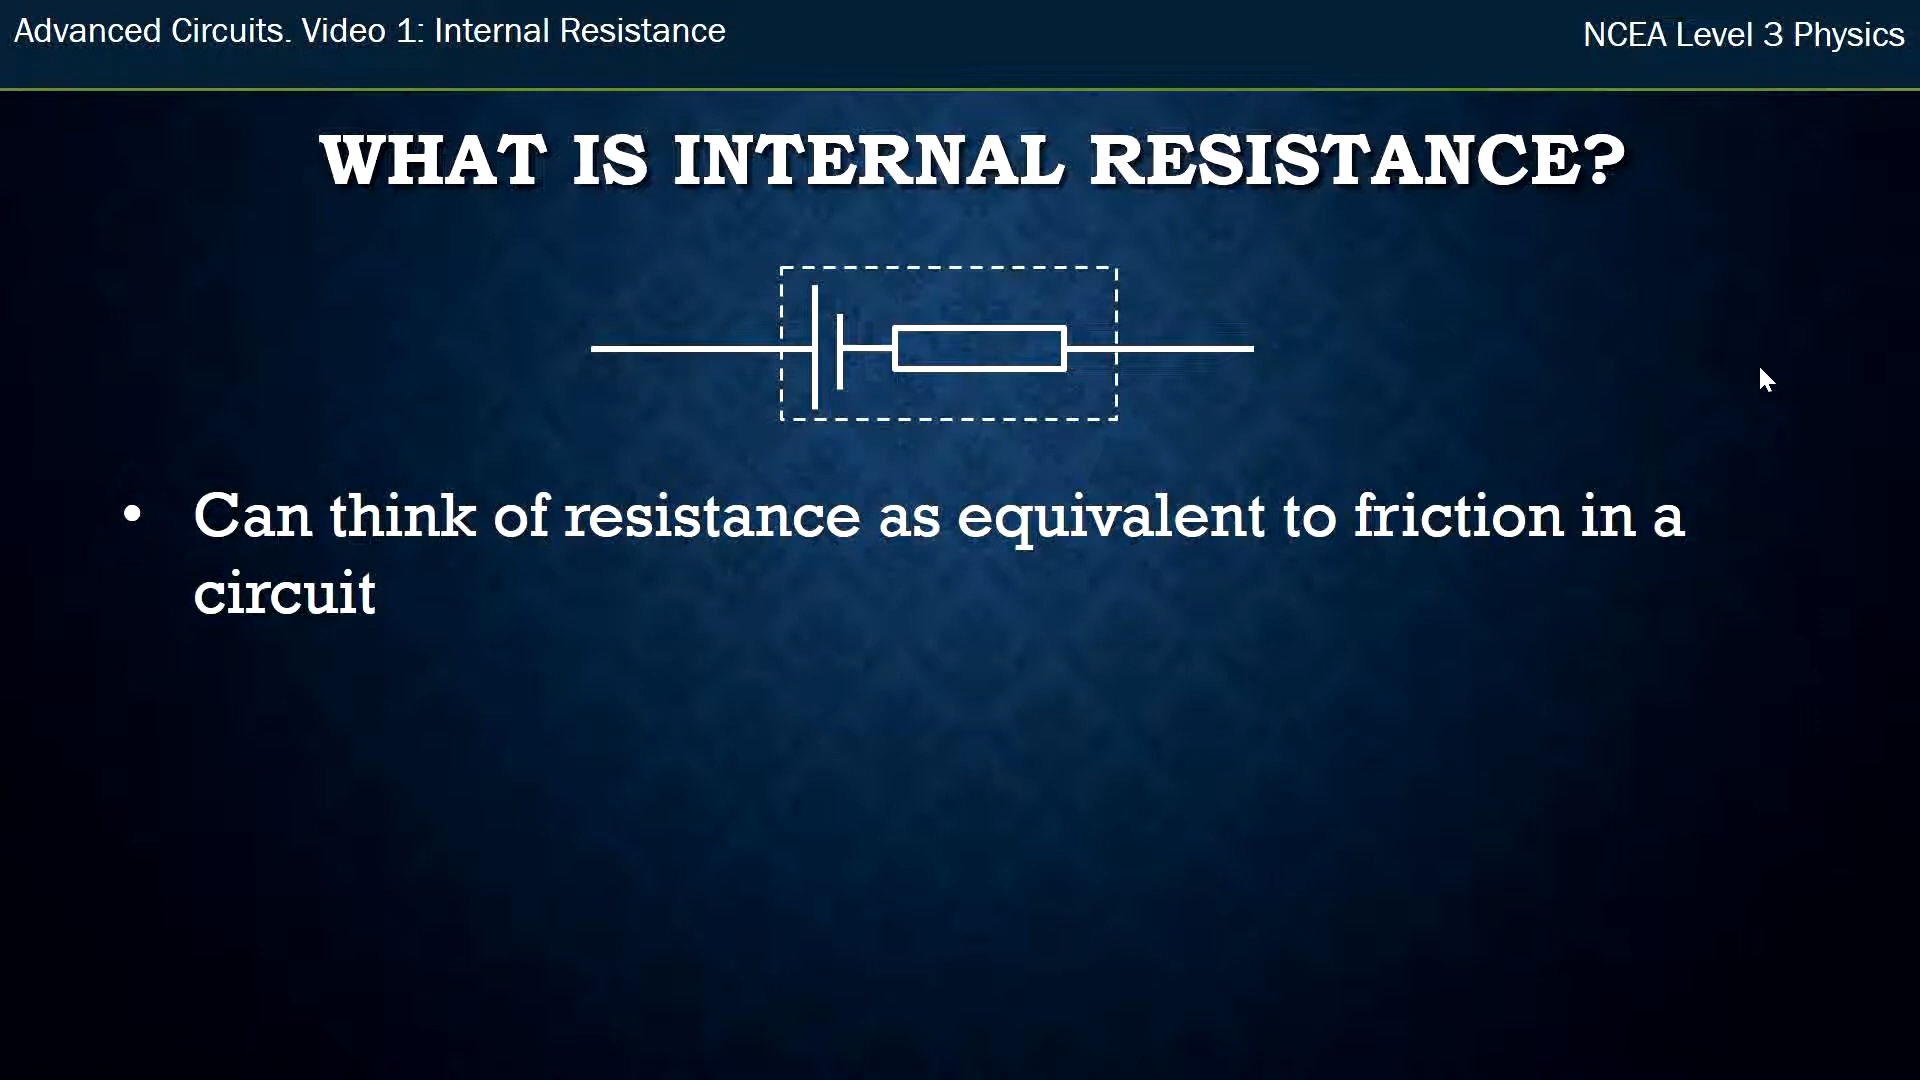 Advanced Circuits. Video 1: Internal Resistance
NCEA Level 3 Physics
WHAT IS INTERNAL RESISTANCE?
• Can think of resistance as equivalent to friction in a
circuit